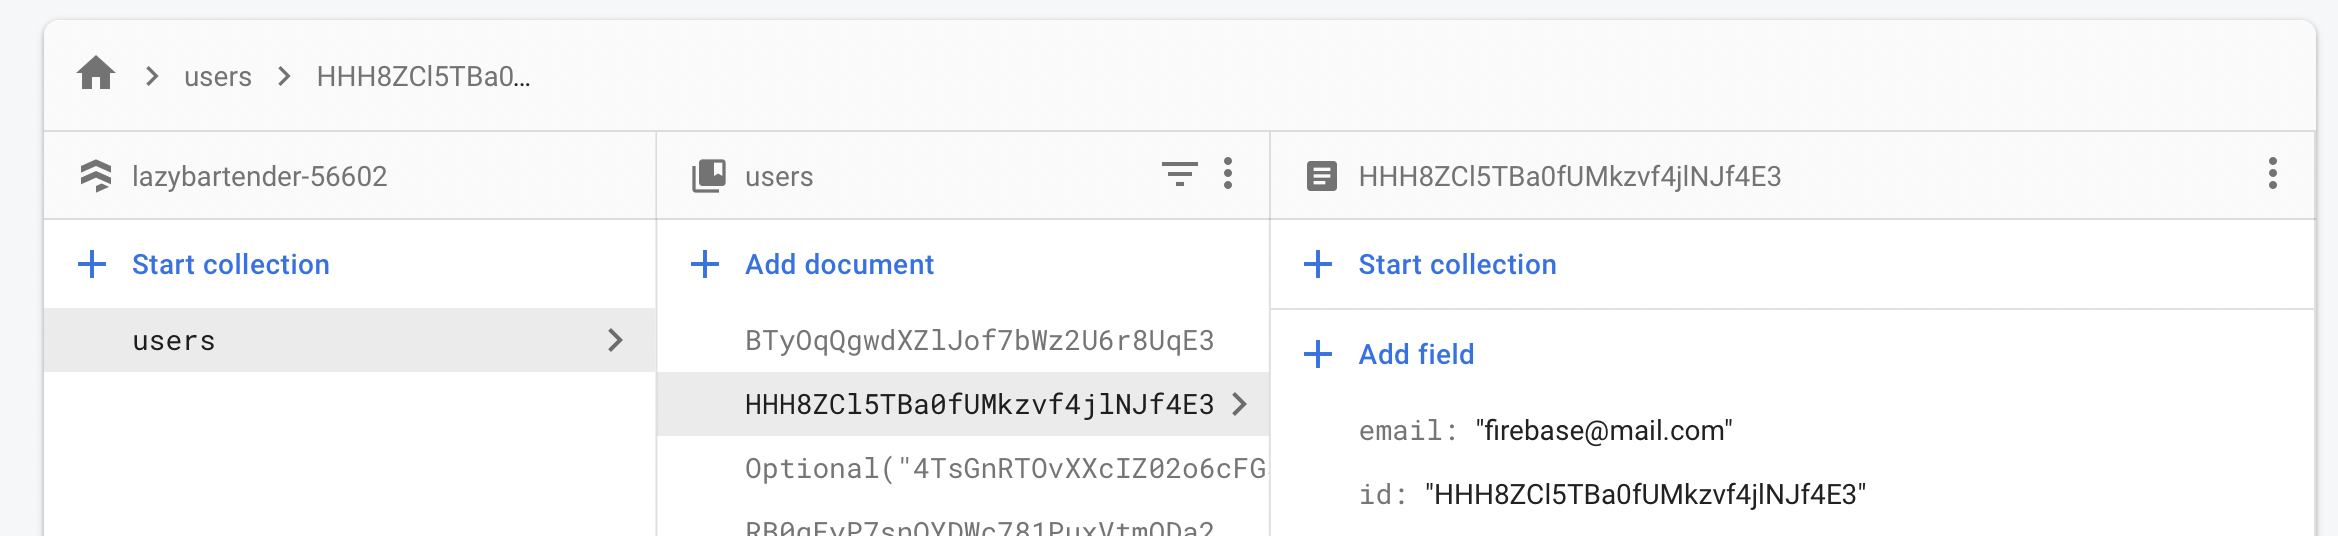 users
HHH8ZCl5TBa0...
lazybartender-56602
users
HHH8ZCl5TBa0fUMkzvf4jlNJf4E3
Start collection
Add document
Start collection
users
BTyOqQgwdXZlJof7bWz2U6r8UqE3
Add field
HHH8ZCl5TBa0fUMkzvf4jlNJf4E3
email: "firebase@mail.com"
Optional("4TsGnRTOvXXcIZ02o6cFG
id: "HHH8ZCl5TBa0fUMkzvf4jlNJf4E3"